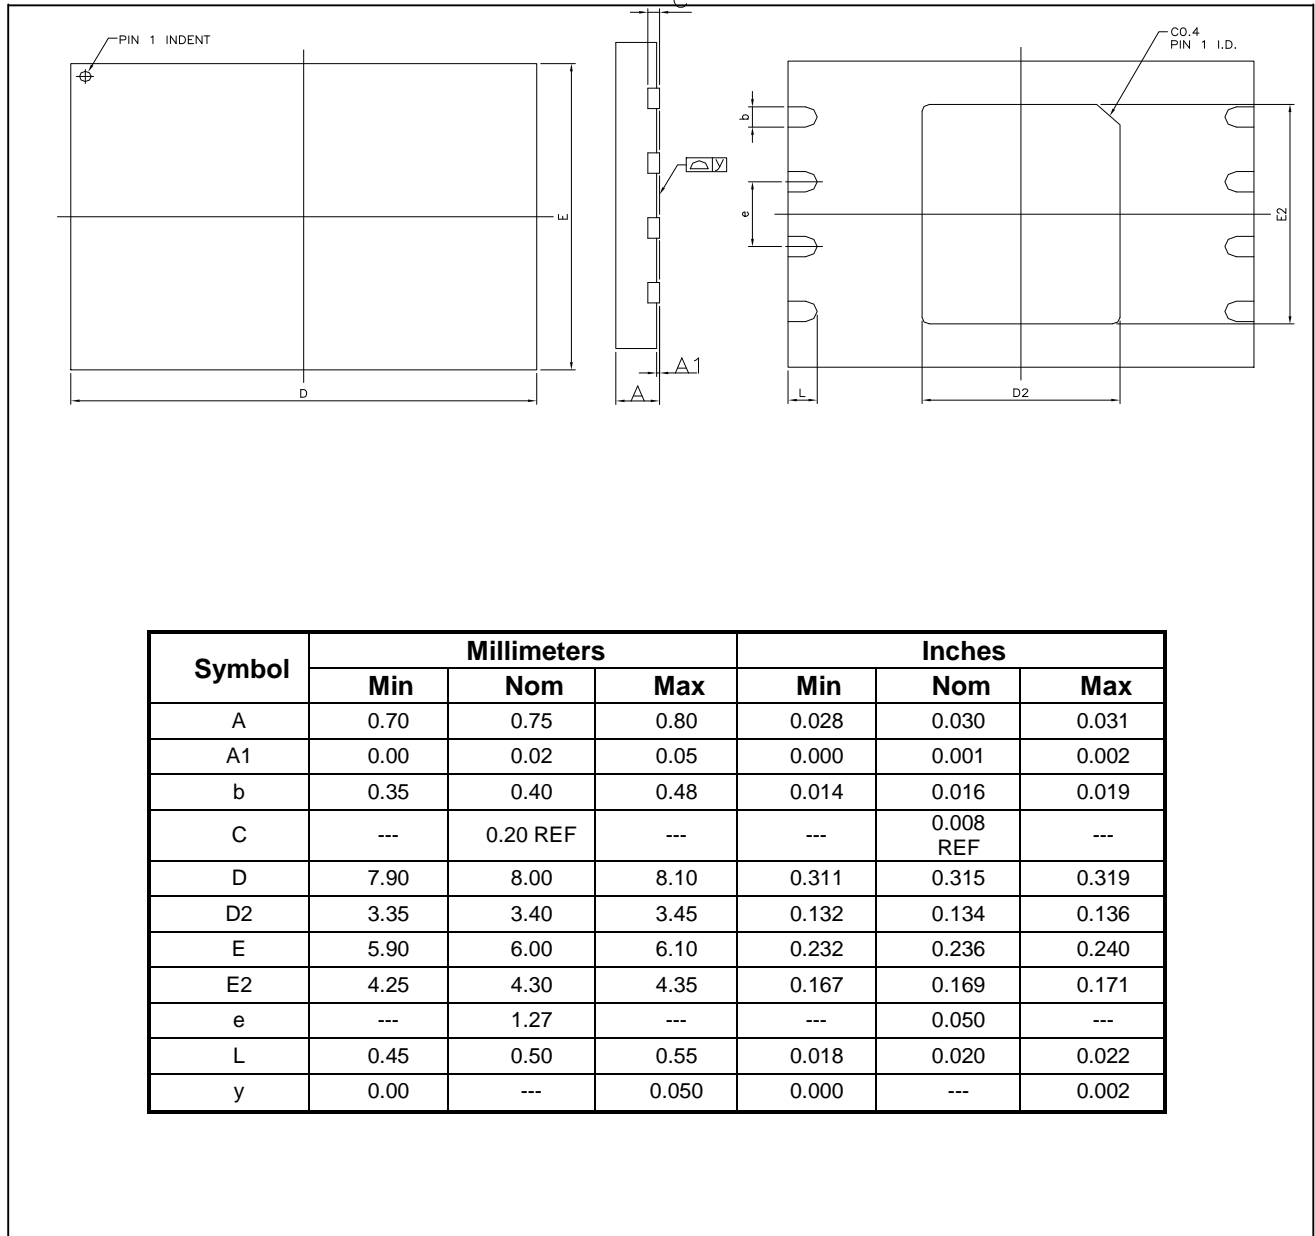 C
PIN 1 INDENT
C0.4
PIN 1 I.D.
b
y
e
E
E2
A1
A
D
L
D2
Symbol Millimeters Inches
Min Nom Max Min Nom Max
A 0.70 0.75 0.80 0.028 0.030 0.031
A1 0.00 0.02 0.05 0.000 0.001 0.002
b 0.35 0.40 0.48 0.014 0.016 0.019
C --- 0.20 REF --- --- 0.008 REF ---
D 7.90 8.00 8.10 0.311 0.315 0.319
D2 3.35 3.40 3.45 0.132 0.134 0.136
E 5.90 6.00 6.10 0.232 0.236 0.240
E2 4.25 4.30 4.35 0.167 0.169 0.171
e --- 1.27 --- --- 0.050 ---
L 0.45 0.50 0.55 0.018 0.020 0.022
y 0.00 --- 0.050 0.000 --- 0.002